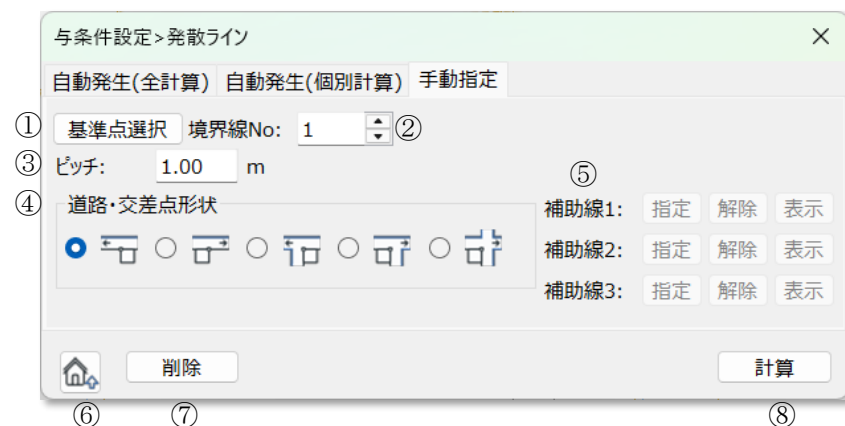 与条件設定>発散ライン
自動発生(全計算) 自動発生(個別計算) 手動指定
① 基準点選択 境界線No: 1 ②
③ ピッチ: 1.00 m
⑤
④ 道路・交差点形状
補助線1: 指定 解除 表示
補助線2: 指定 解除 表示
補助線3: 指定 解除 表示
削除 計算
⑥ ⑦ ⑧